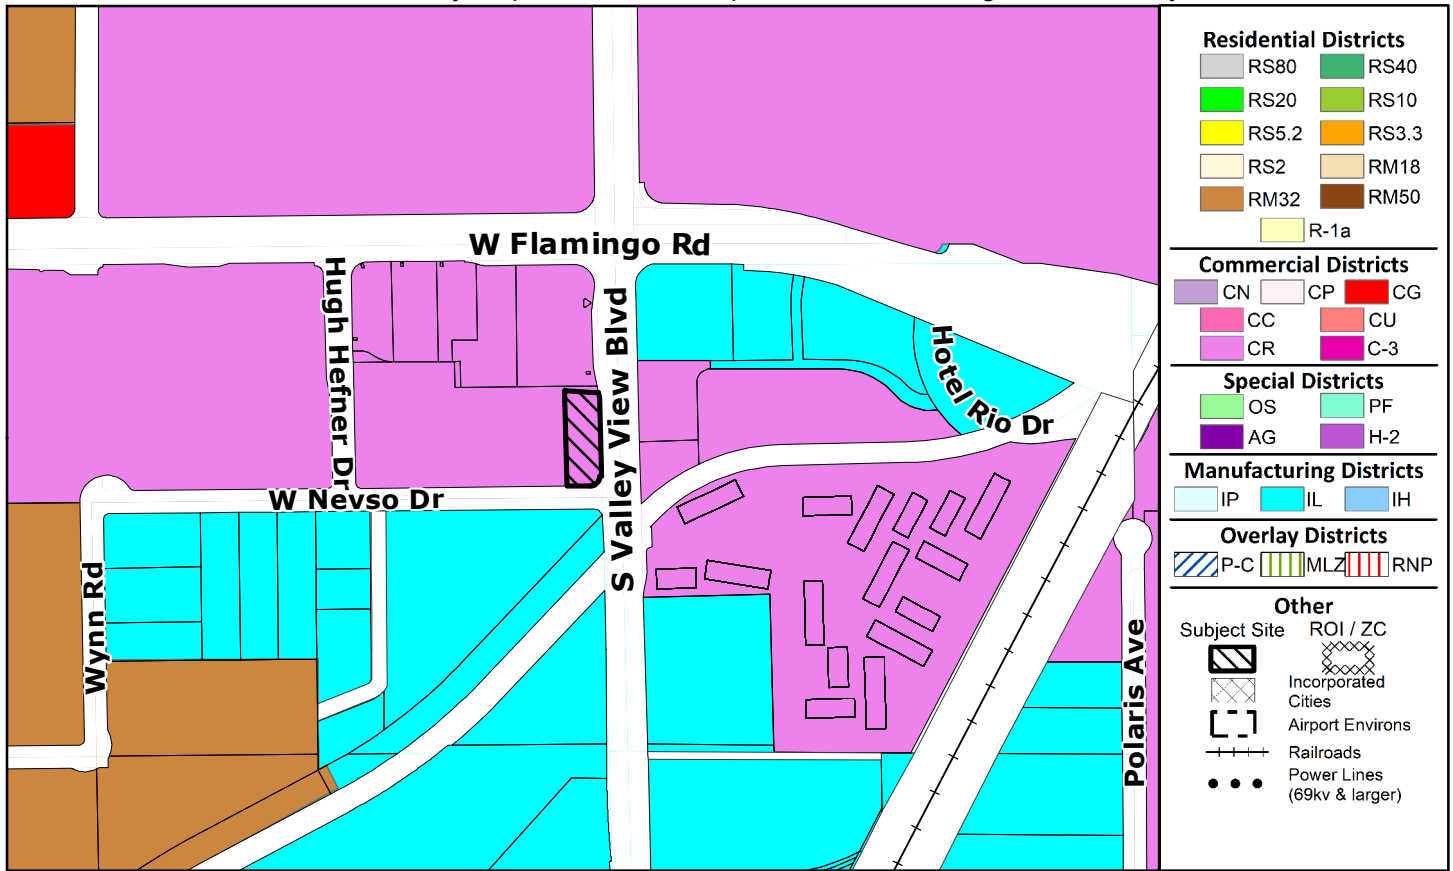 W Flamingo Rd
Hugh Hefner Dr
S Valley View Blvd
Hotel Rio Dr
W Nevso Dr
Wynn Rd
Polaris Ave
Residential Districts
RS80 RS40
RS20 RS10
RS5.2 RS3.3
RS2 RM18
RM32 RM50
R-1a
Commercial Districts
CN CP CG
CC CU
CR C-3
Special Districts
OS PF
AG H-2
Manufacturing Districts
IP IL IH
Overlay Districts
P-C MLZ RNP
Other
Subject Site ROI / ZC
Incorporated
Cities
Airport Environs
Railroads
Power Lines
(69kv & larger)